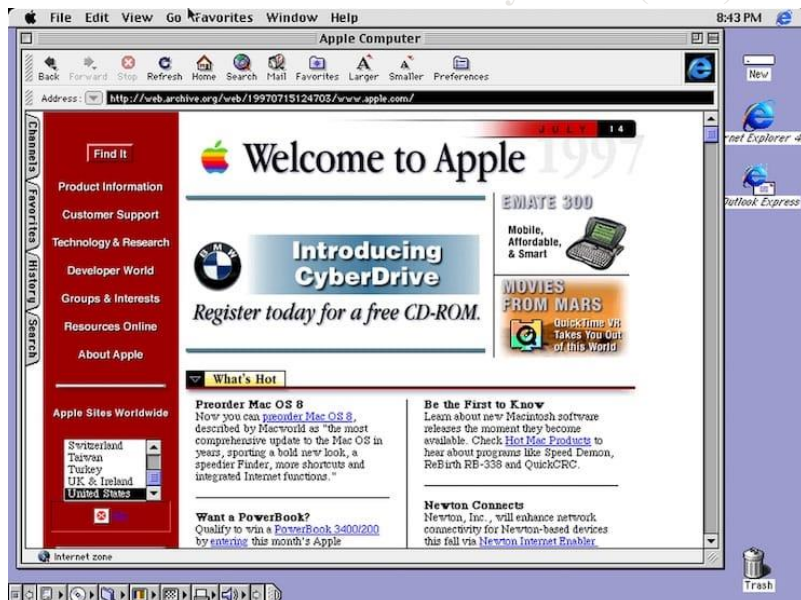 File Edit View Go Favorites Window Help
8:43 PM
Apple Computer
Back Forward Stop Refresh Home Search Mail Favorites Larger Smaller Preferences
Address: http://web.archive.org/web/19970715124703/www.apple.com/
New
Outlook Express
Trash
Channels
Favorites
History
Search
Find It
Product Information
Customer Support
Technology & Research
Developer World
Groups & Interests
Resources Online
About Apple
Apple Sites Worldwide
Switzerland
Taiwan
Turkey
UK & Ireland
United States
JULY 14
1997
Welcome to Apple
BMW
Introducing
CyberDrive
Register today for a free CD-ROM.
EMATE 300
Mobile,
Affordable,
& Smart
MOVIES
FROM MARS
QuickTime VR
Takes You Out
of this World
What's Hot
Preorder Mac OS 8
Now you can preorder Mac OS 8,
described by Macworld as "the most
comprehensive update to the Mac OS in
years, sporting a bold new look, a
speedier Finder, more shortcuts and
integrated Internet functions."
Want a PowerBook?
Qualify to win a PowerBook 3400/200
by entering this month's Apple
Be the First to Know
Learn about new Macintosh software
releases the moment they become
available. Check Hot Mac Products to
hear about programs like Speed Demon,
ReBirth RB-338 and QuickCRC.
Newton Connects
Newton, Inc., will enhance network
connectivity for Newton-based devices
this fall via Newton Internet Enabler
Internet zone
rnet Explorer 4